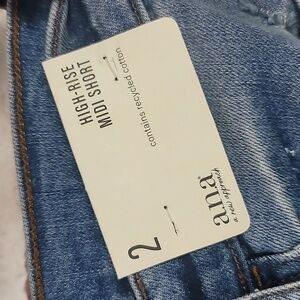 HIGH-RISE
MIDI SHORT
contains recycled cotton
a.n.a
a new approach
2